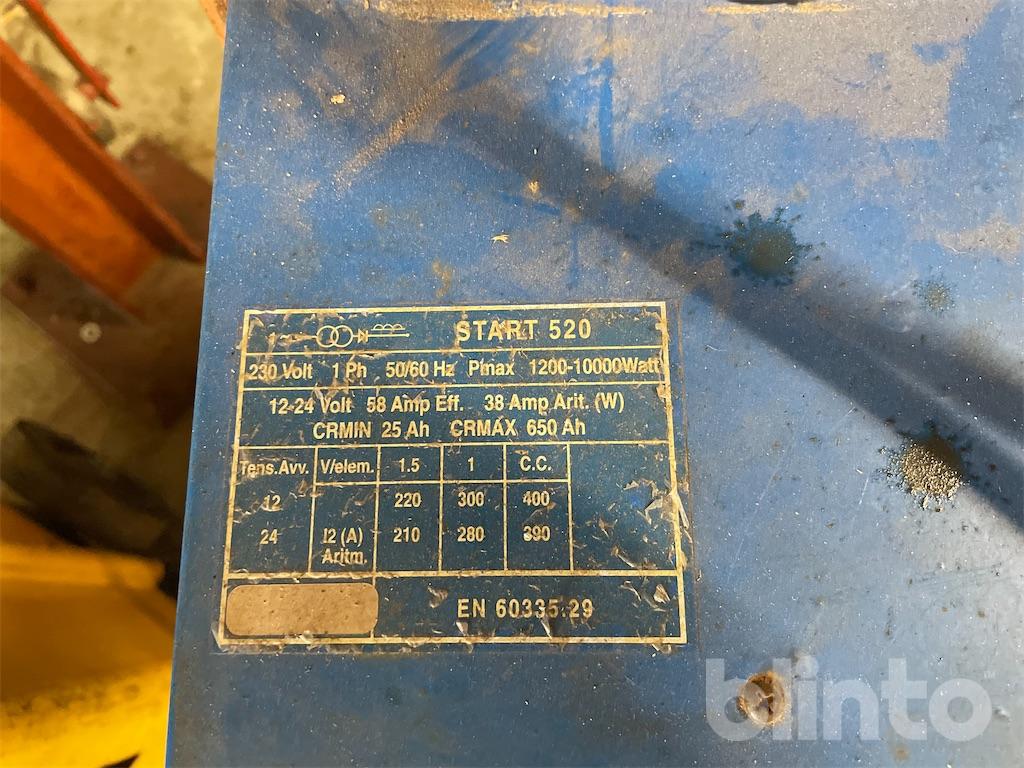 START 520
230 Volt 1 Ph 50/60 Hz Pmax 1200-10000Watt
12-24 Volt 58 Amp Eff. 38 Amp Arit. (W)
CRMIN 25 Ah CRMAX 650 Ah
Tens.Avv. V/elem. 1.5 1 C.C.
12 220 300 400
24 I2 (A) 210 280 390
Aritm.
EN 60335.29
blinto